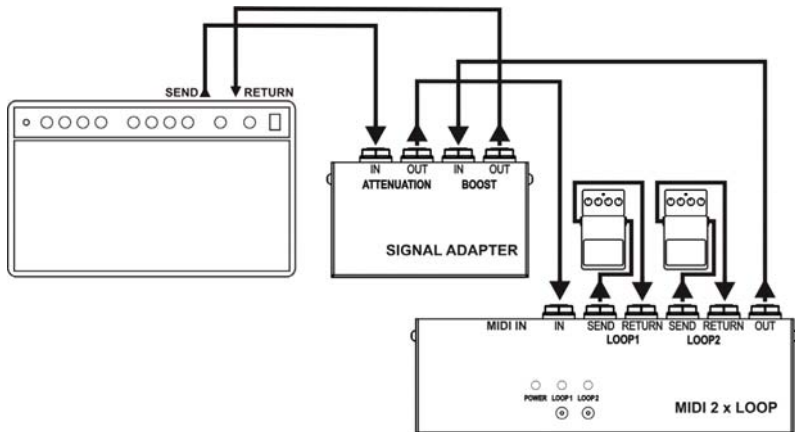 SEND RETURN
IN OUT IN OUT
ATTENUATION BOOST
SIGNAL ADAPTER
MIDI IN IN SEND RETURN SEND RETURN OUT
LOOP1 LOOP2
POWER LOOP1 LOOP2
MIDI 2 x LOOP